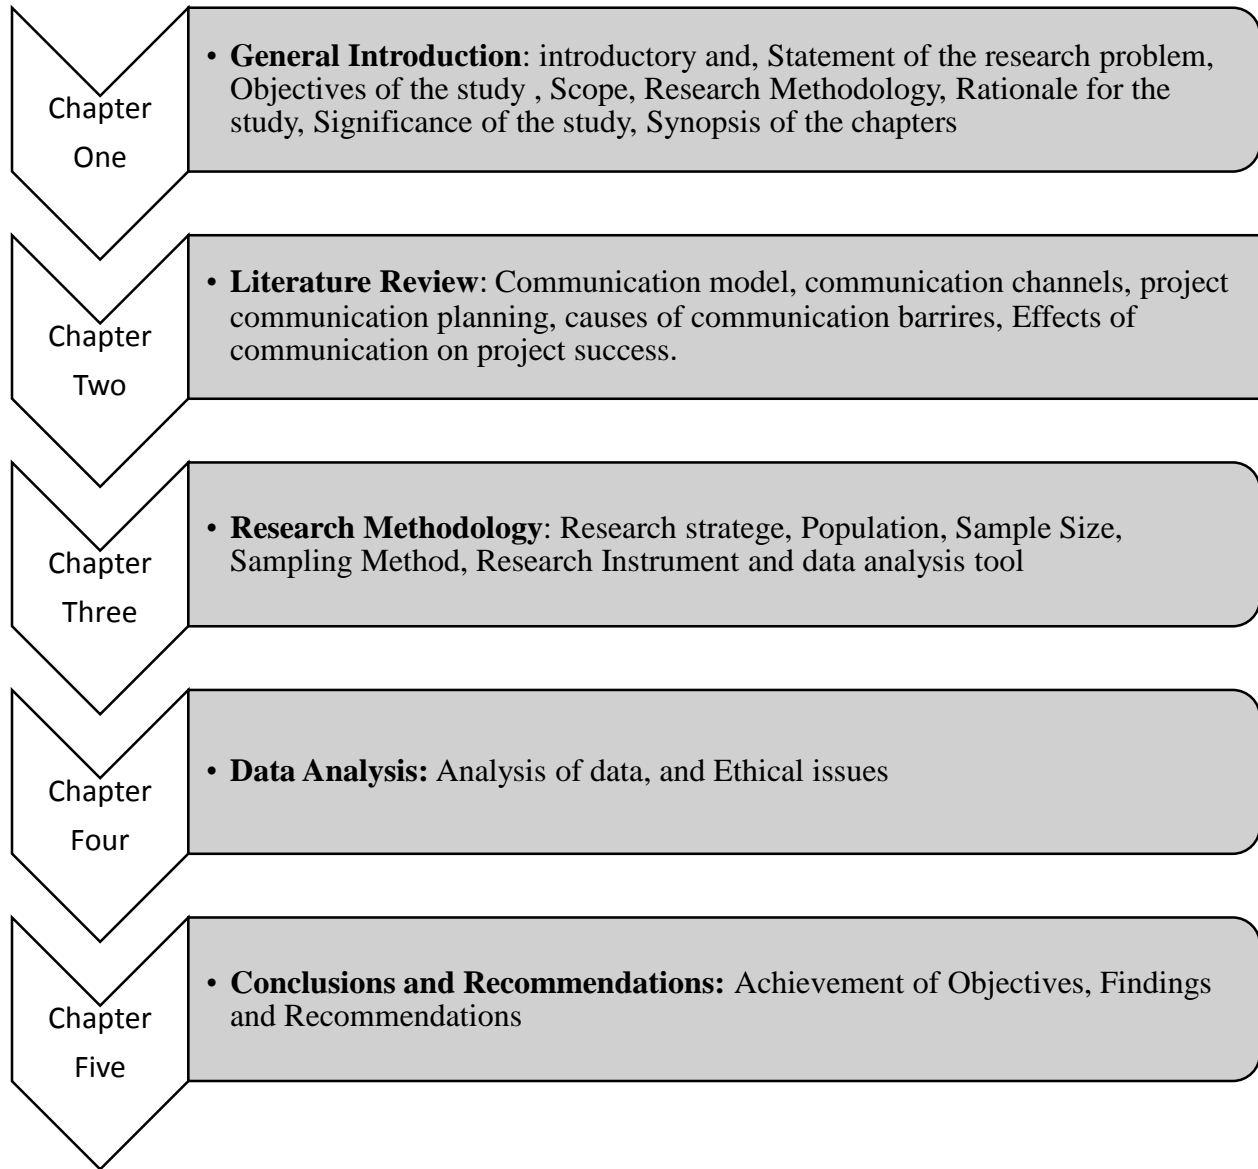 Chapter
One
• General Introduction: introductory and, Statement of the research problem,
Objectives of the study , Scope, Research Methodology, Rationale for the
study, Significance of the study, Synopsis of the chapters
Chapter
Two
• Literature Review: Communication model, communication channels, project
communication planning, causes of communication barrires, Effects of
communication on project success.
Chapter
Three
• Research Methodology: Research stratege, Population, Sample Size,
Sampling Method, Research Instrument and data analysis tool
Chapter
Four
• Data Analysis: Analysis of data, and Ethical issues
Chapter
Five
• Conclusions and Recommendations: Achievement of Objectives, Findings
and Recommendations